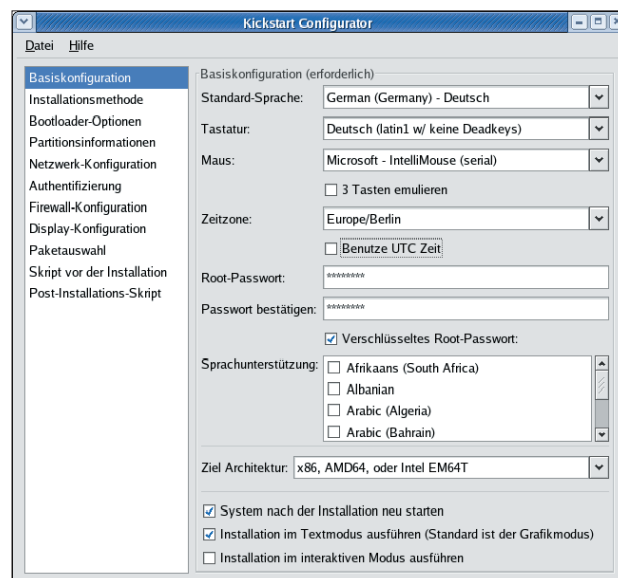 Kickstart Configurator
Datei Hilfe
Basiskonfiguration
Installationsmethode
Bootloader-Optionen
Partitionsinformationen
Netzwerk-Konfiguration
Authentifizierung
Firewall-Konfiguration
Display-Konfiguration
Paketauswahl
Skript vor der Installation
Post-Installations-Skript
Basiskonfiguration (erforderlich)
Standard-Sprache: German (Germany) - Deutsch
Tastatur: Deutsch (latin1 w/ keine Deadkeys)
Maus: Microsoft - IntelliMouse (serial)
3 Tasten emulieren
Zeitzone: Europe/Berlin
Benutze UTC Zeit
Root-Passwort: ********
Passwort bestätigen: ********
Verschlüsseltes Root-Passwort:
Sprachunterstützung: Afrikaans (South Africa)
Albanian
Arabic (Algeria)
Arabic (Bahrain)
Ziel Architektur: x86, AMD64, oder Intel EM64T
System nach der Installation neu starten
Installation im Textmodus ausführen (Standard ist der Grafikmodus)
Installation im interaktiven Modus ausführen